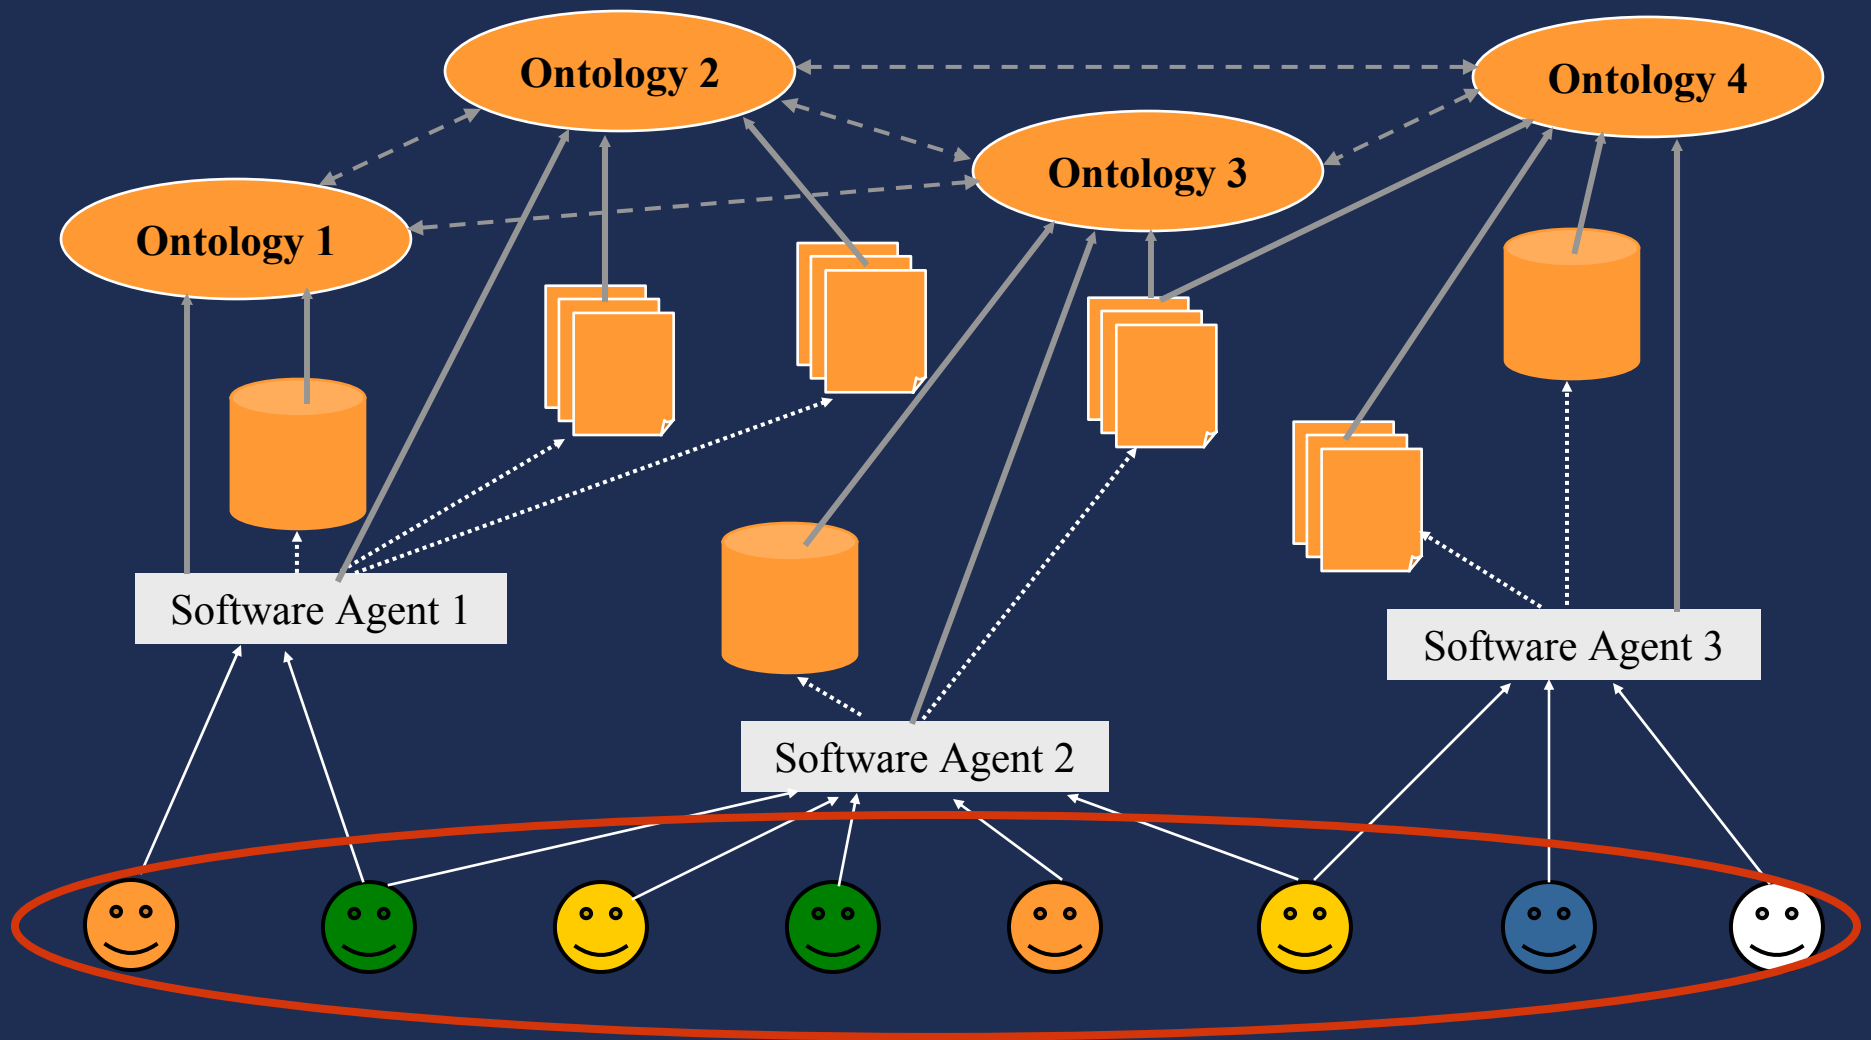 Ontology 2
Ontology 4
Ontology 3
Ontology 1
Software Agent 1
Software Agent 3
Software Agent 2